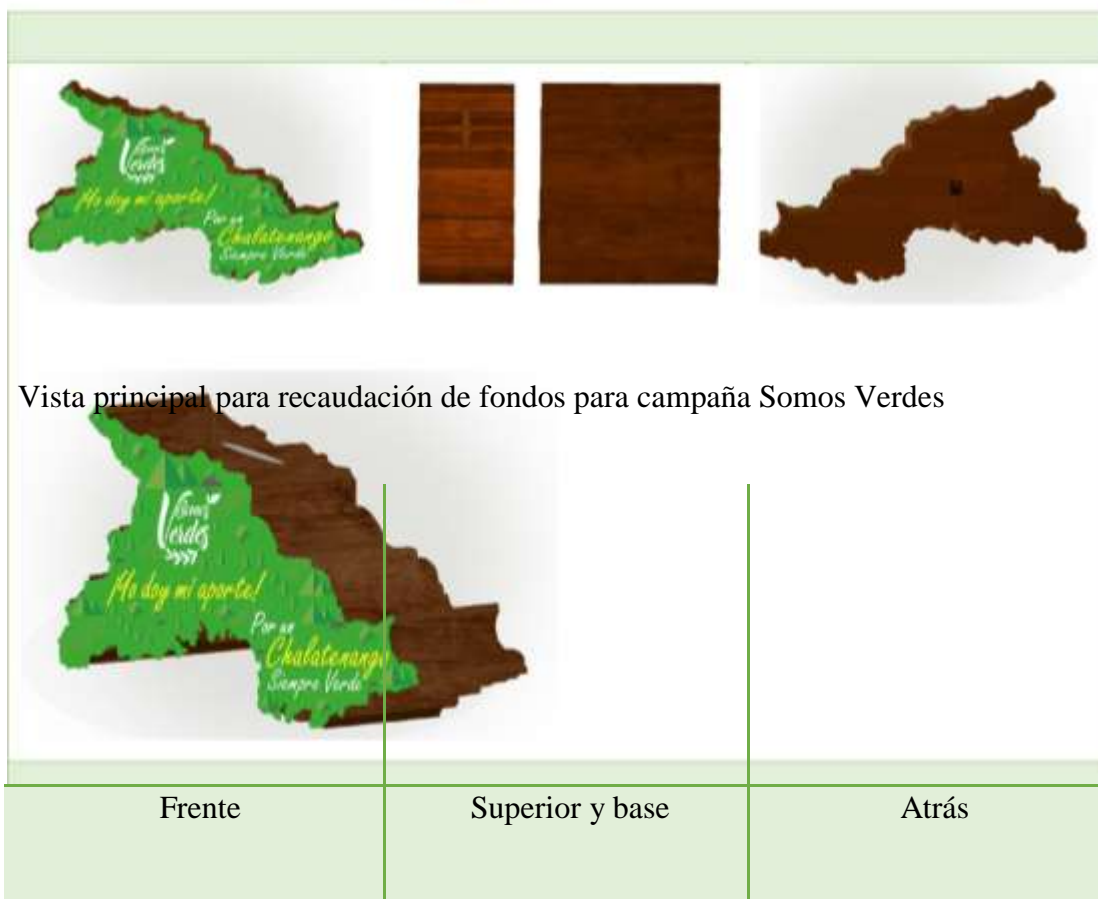 Somos
Verdes
¡Yo doy mi aporte!
Por un
Chalatenango
Siempre Verde
Vista principal para recaudación de fondos para campaña Somos Verdes
Somos
Verdes
¡Yo doy mi aporte!
Por un
Chalatenango
Siempre Verde
Frente
Superior y base
Atrás